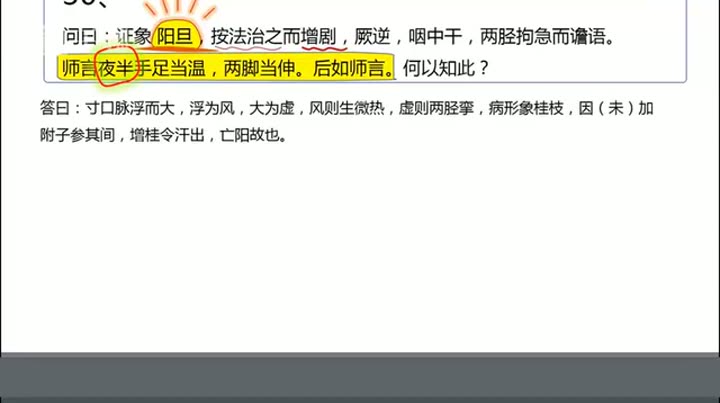 30、
问曰：证象阳旦，按法治之而增剧，厥逆，咽中干，两胫拘急而谵语。
师言夜半手足当温，两脚当伸。后如师言。何以知此？
答曰：寸口脉浮而大，浮为风，大为虚，风则生微热，虚则两胫挛，病形象桂枝，因（未）加
附子参其间，增桂令汗出，亡阳故也。